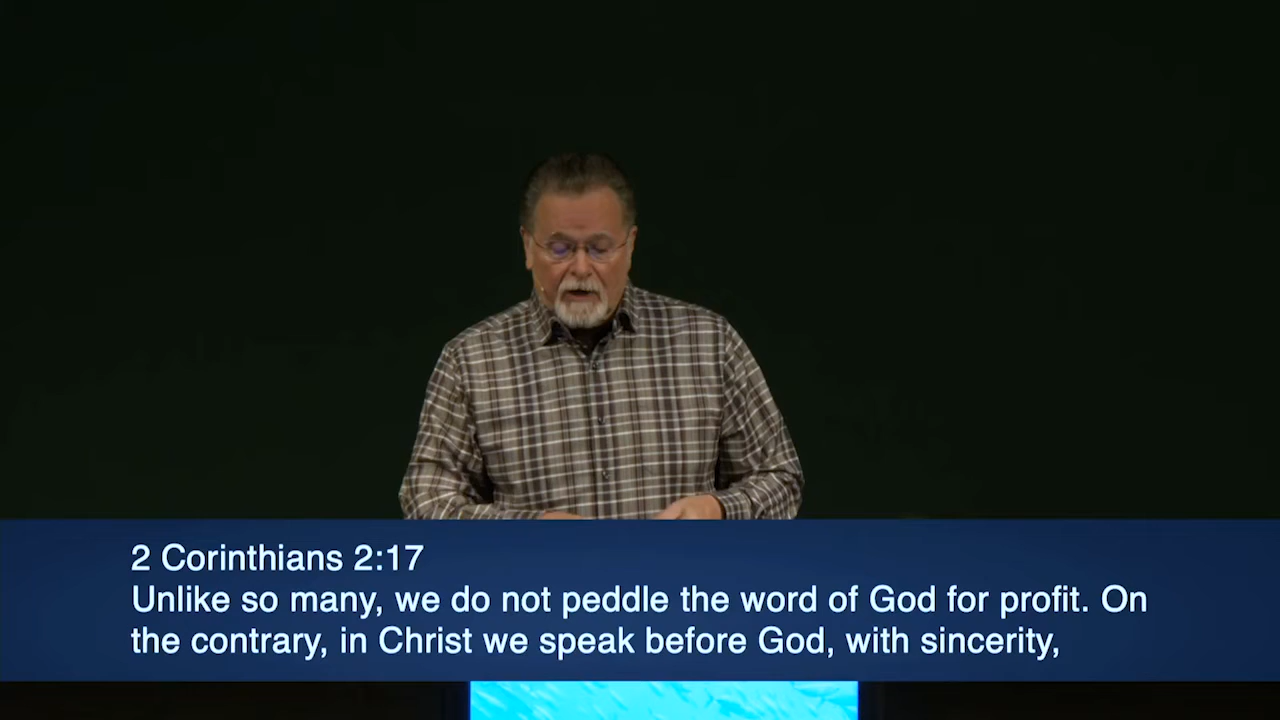 2 Corinthians 2:17
Unlike so many, we do not peddle the word of God for profit. On
the contrary, in Christ we speak before God, with sincerity,